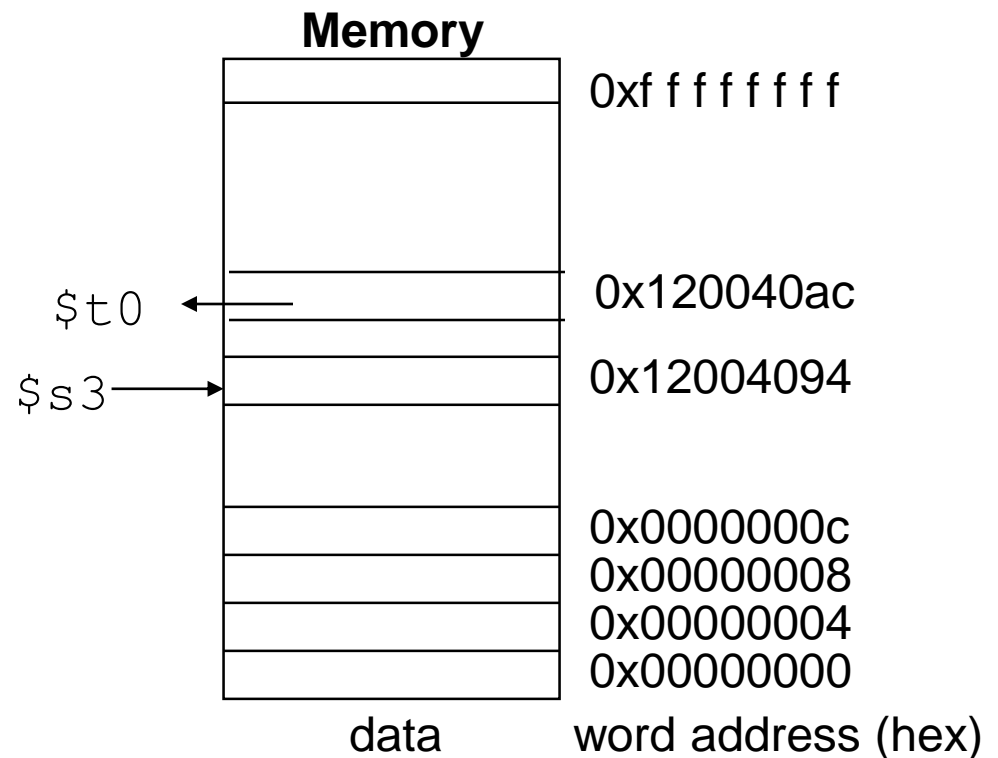 Memory
0xf f f f f f f f
0x120040ac
$t0
0x12004094
$s3
0x0000000c
0x00000008
0x00000004
0x00000000
data word address (hex)